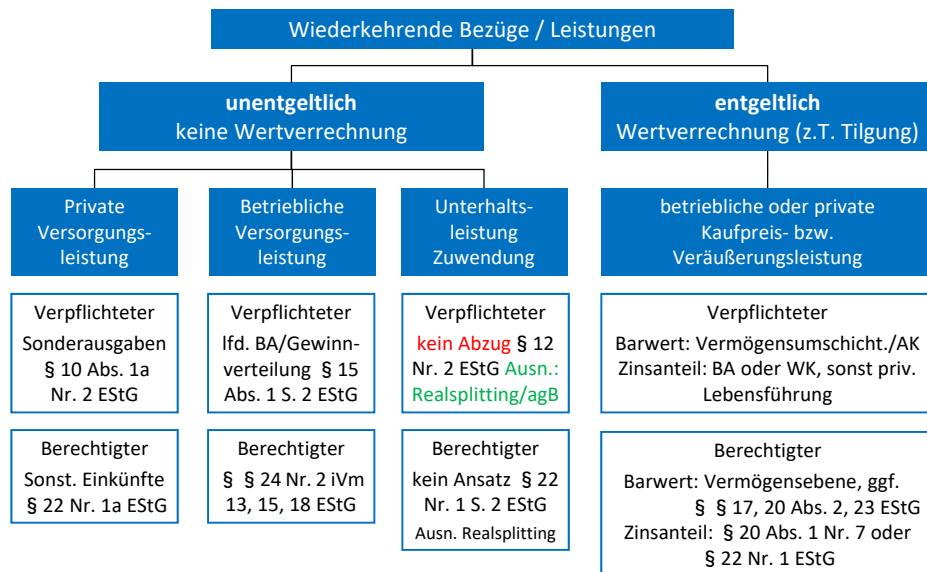 Wiederkehrende Bezüge / Leistungen
unentgeltlich
keine Wertverrechnung
entgeltlich
Wertverrechnung (z.T. Tilgung)
Private
Versorgungs-
leistung
Betriebliche
Versorgungs-
leistung
Unterhalts-
leistung
Zuwendung
betriebliche oder private
Kaufpreis- bzw.
Veräußerungsleistung
Verpflichteter
Sonderausgaben
§ 10 Abs. 1a
Nr. 2 EStG
Verpflichteter
lfd. BA/Gewinn-
verteilung § 15
Abs. 1 S. 2 EStG
Verpflichteter
kein Abzug § 12
Nr. 2 EStG Ausn.:
Realsplitting/agB
Verpflichteter
Barwert: Vermögensumschicht./AK
Zinsanteil: BA oder WK, sonst priv.
Lebensführung
Berechtigter
Sonst. Einkünfte
§ 22 Nr. 1a EStG
Berechtigter
§ § 24 Nr. 2 iVm
13, 15, 18 EStG
Berechtigter
kein Ansatz § 22
Nr. 1 S. 2 EStG
Ausn. Realsplitting
Berechtigter
Barwert: Vermögensebene, ggf.
§ § 17, 20 Abs. 2, 23 EStG
Zinsanteil: § 20 Abs. 1 Nr. 7 oder
§ 22 Nr. 1 EStG